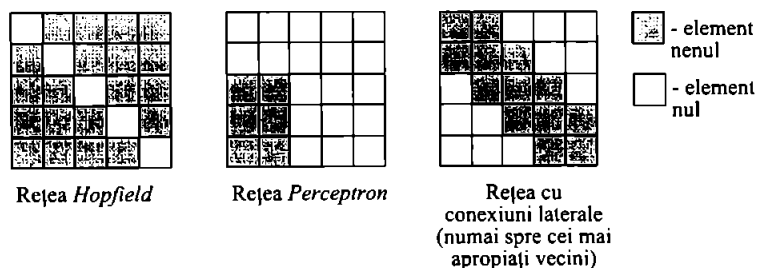 - element
nenul
- element
nul
Rețea Hopfield
Rețea Perceptron
Rețea cu
conexiuni laterale
(numai spre cei mai
apropiați vecini)